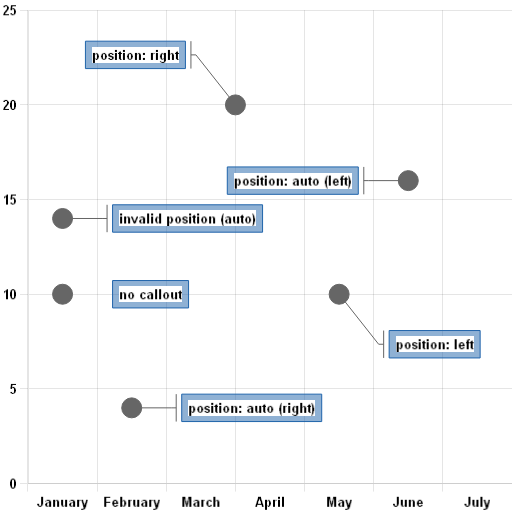 25
position: right
20
position: auto (left)
15
invalid position (auto)
10
no callout
position: left
5
position: auto (right)
0
January February March April May June July